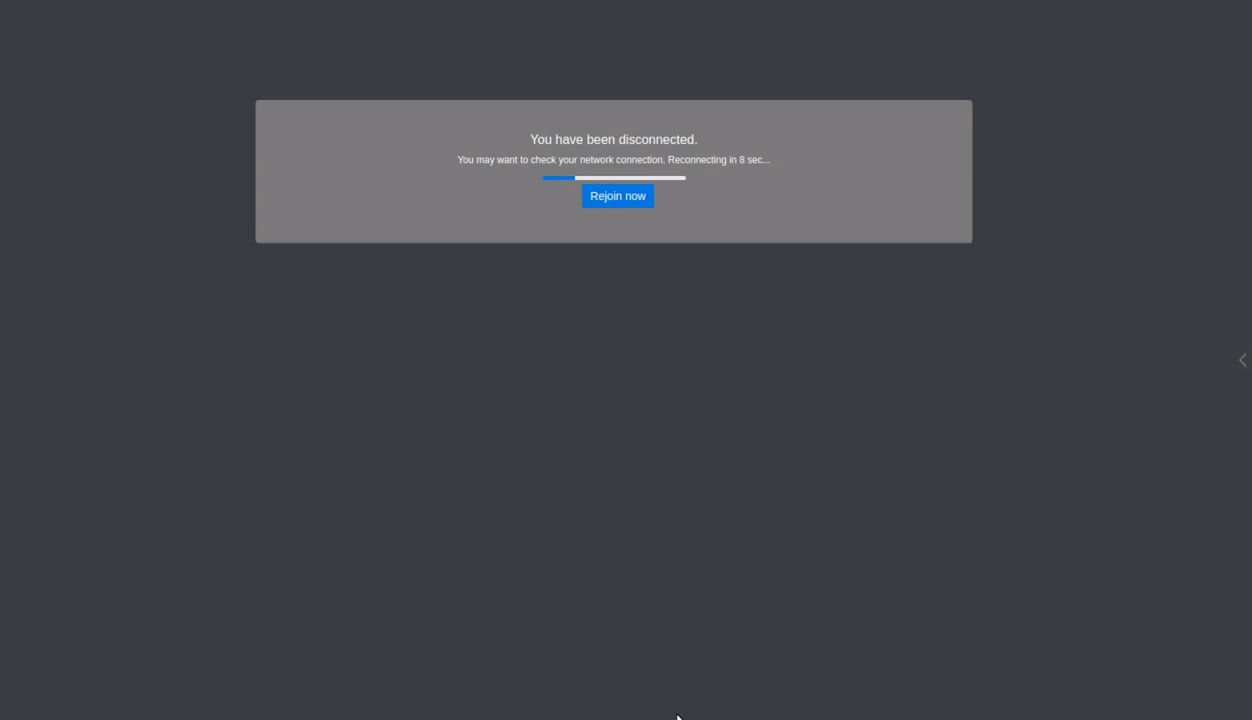 You have been disconnected.
You may want to check your network connection. Reconnecting in 8 sec...
Rejoin now